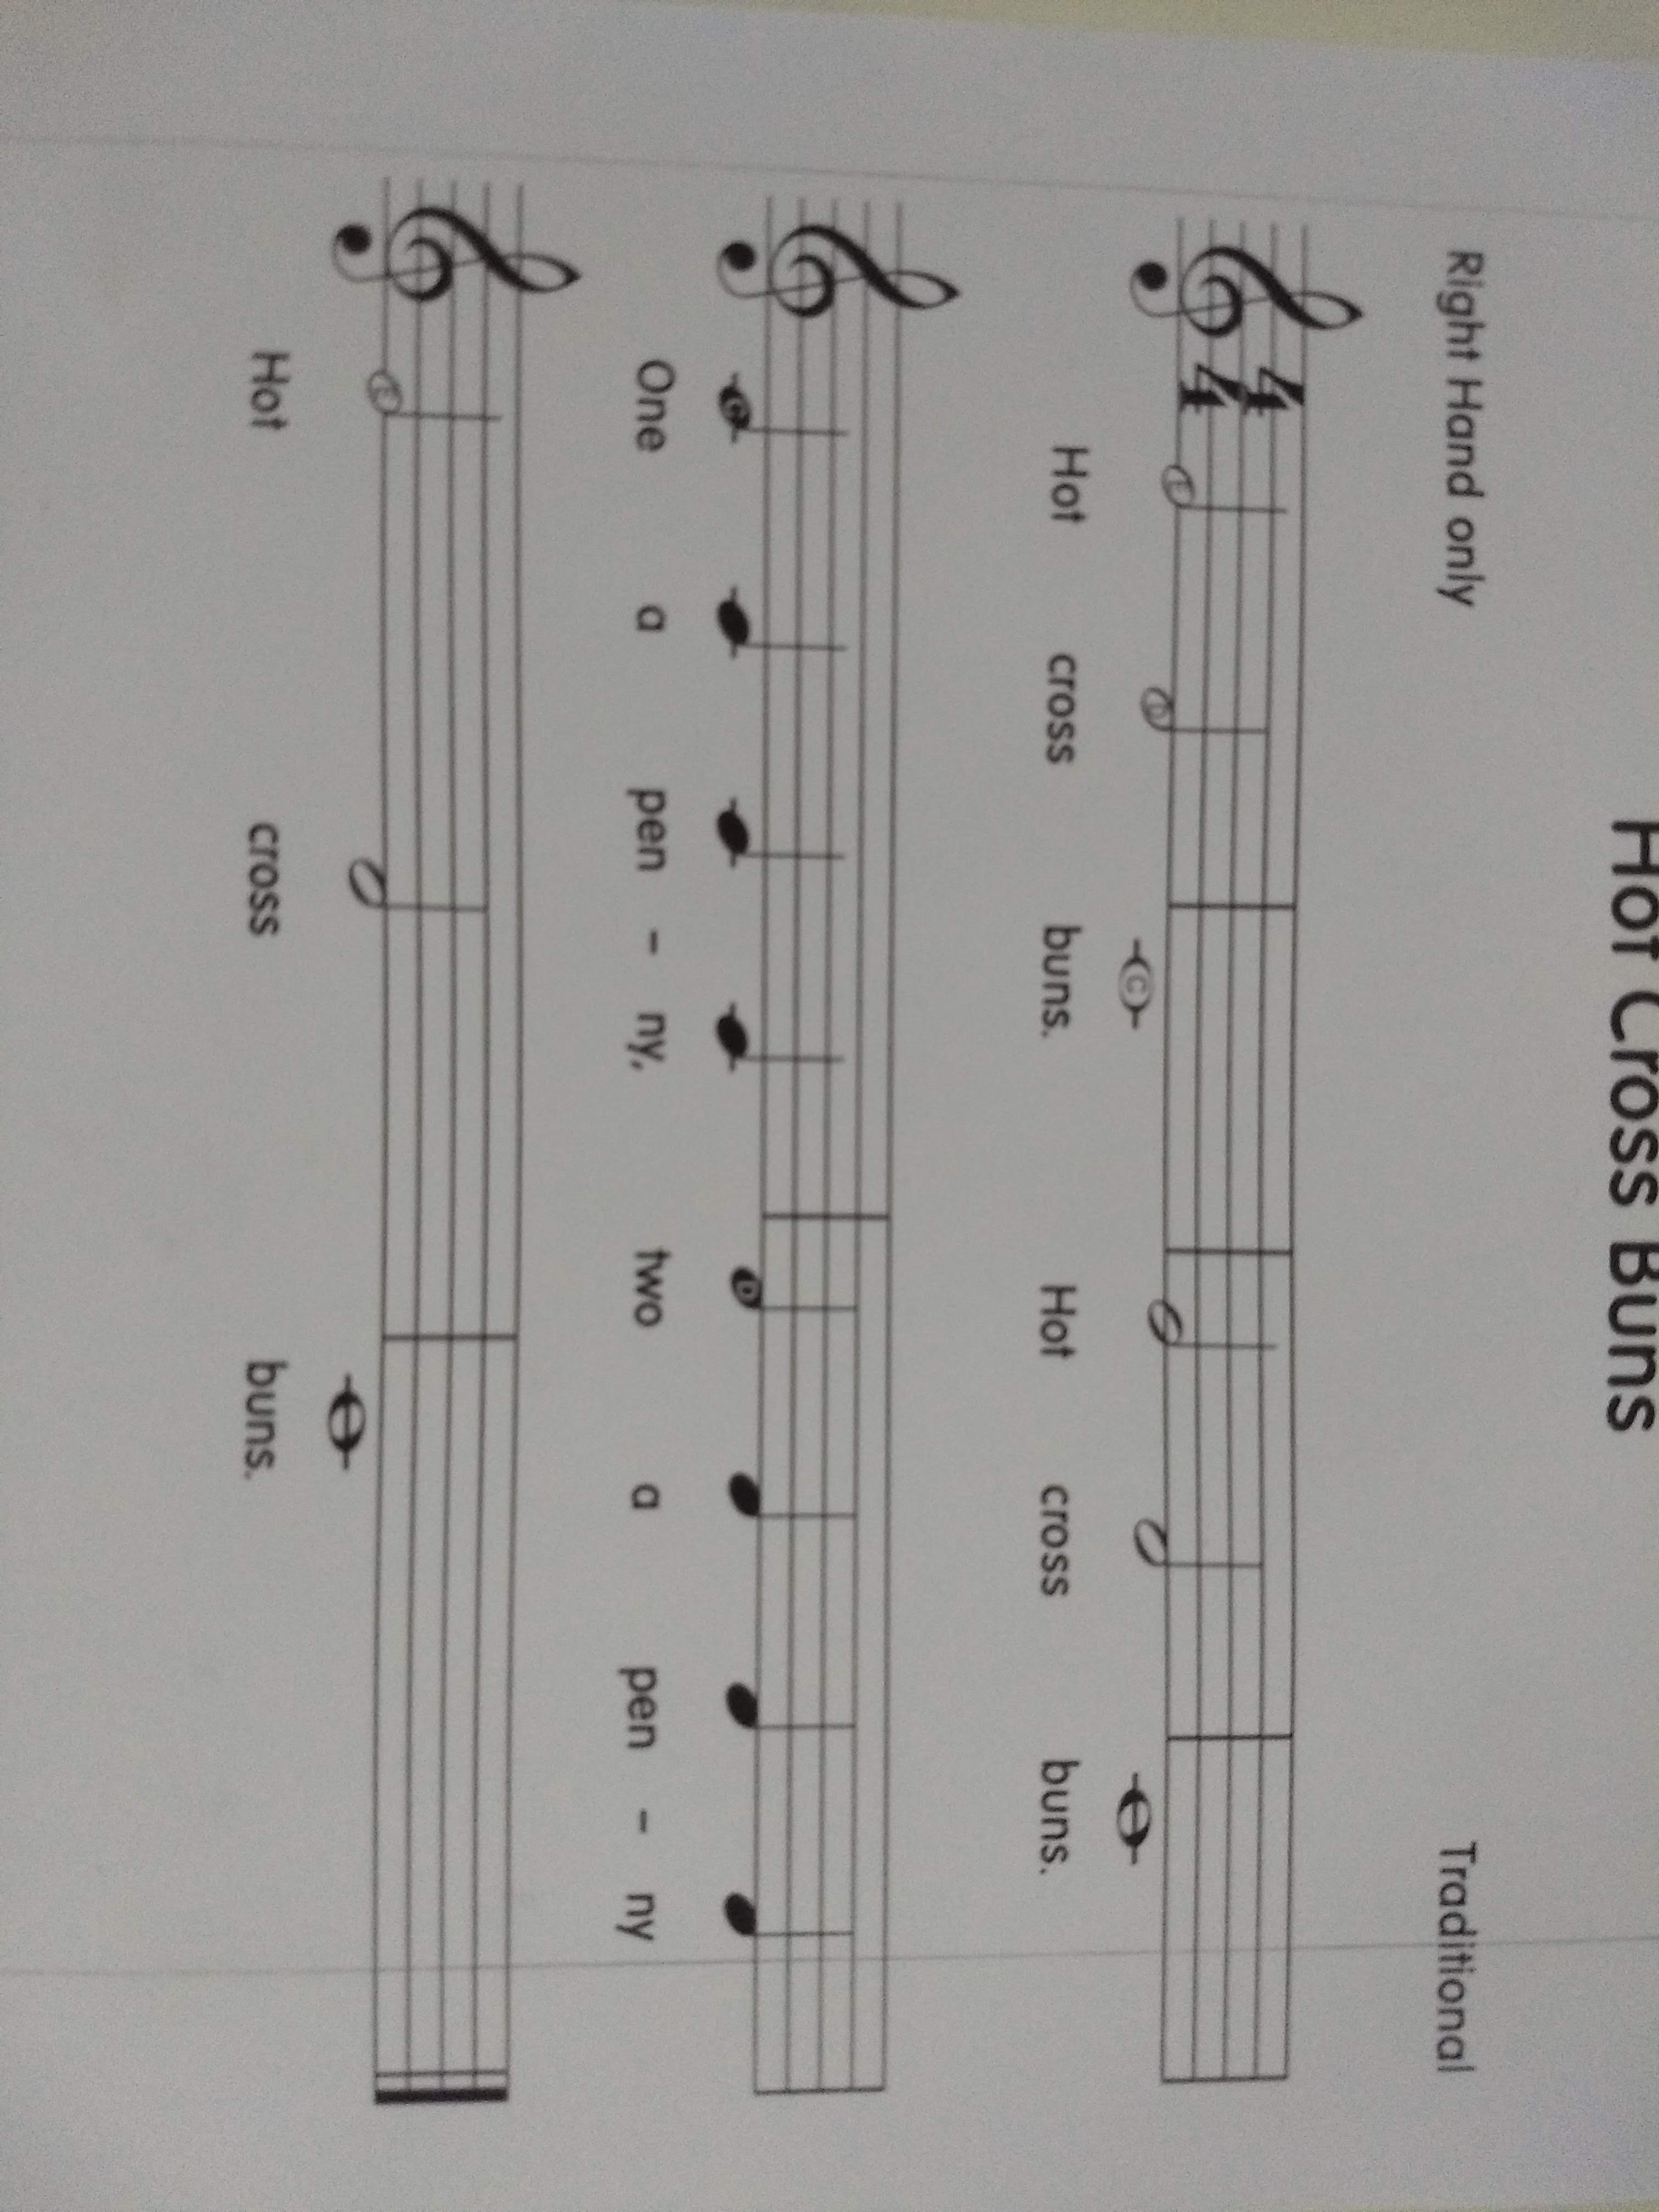 Hot Cross Buns
Right Hand only Traditional
4
4
E D C
Hot cross buns. Hot cross buns.
C D
One a pen - ny, two a pen - ny
E
Hot cross buns.